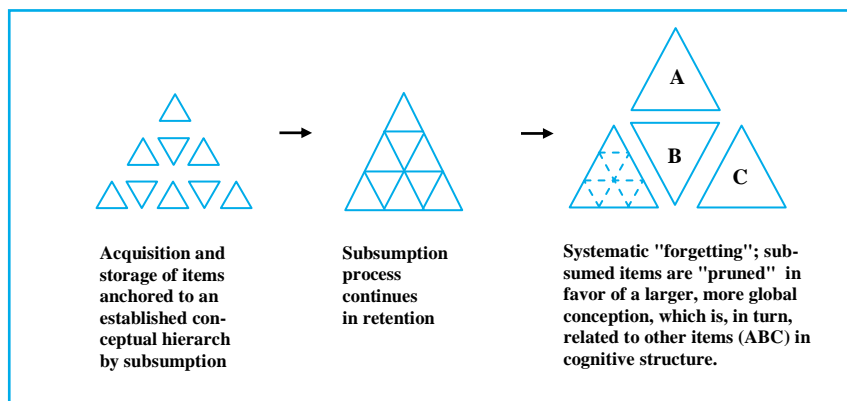 A
B
C
Acquisition and
storage of items
anchored to an
established con-
ceptual hierarch
by subsumption
Subsumption
process
continues
in retention
Systematic "forgetting"; sub-
sumed items are "pruned" in
favor of a larger, more global
conception, which is, in turn,
related to other items (ABC) in
cognitive structure.